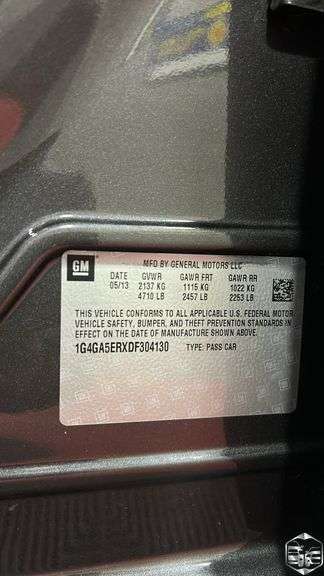 GM
MFD BY GENERAL MOTORS LLC
DATE GVWR GAWR FRT GAWR RR
05/13 2137 KG 1115 KG 1022 KG
4710 LB 2457 LB 2253 LB
THIS VEHICLE CONFORMS TO ALL APPLICABLE U.S. FEDERAL MOTOR
VEHICLE SAFETY, BUMPER, AND THEFT PREVENTION STANDARDS IN
EFFECT ON THE DATE OF MANUFACTURE SHOWN ABOVE.
1G4GA5ERXDF304130 TYPE: PASS CAR